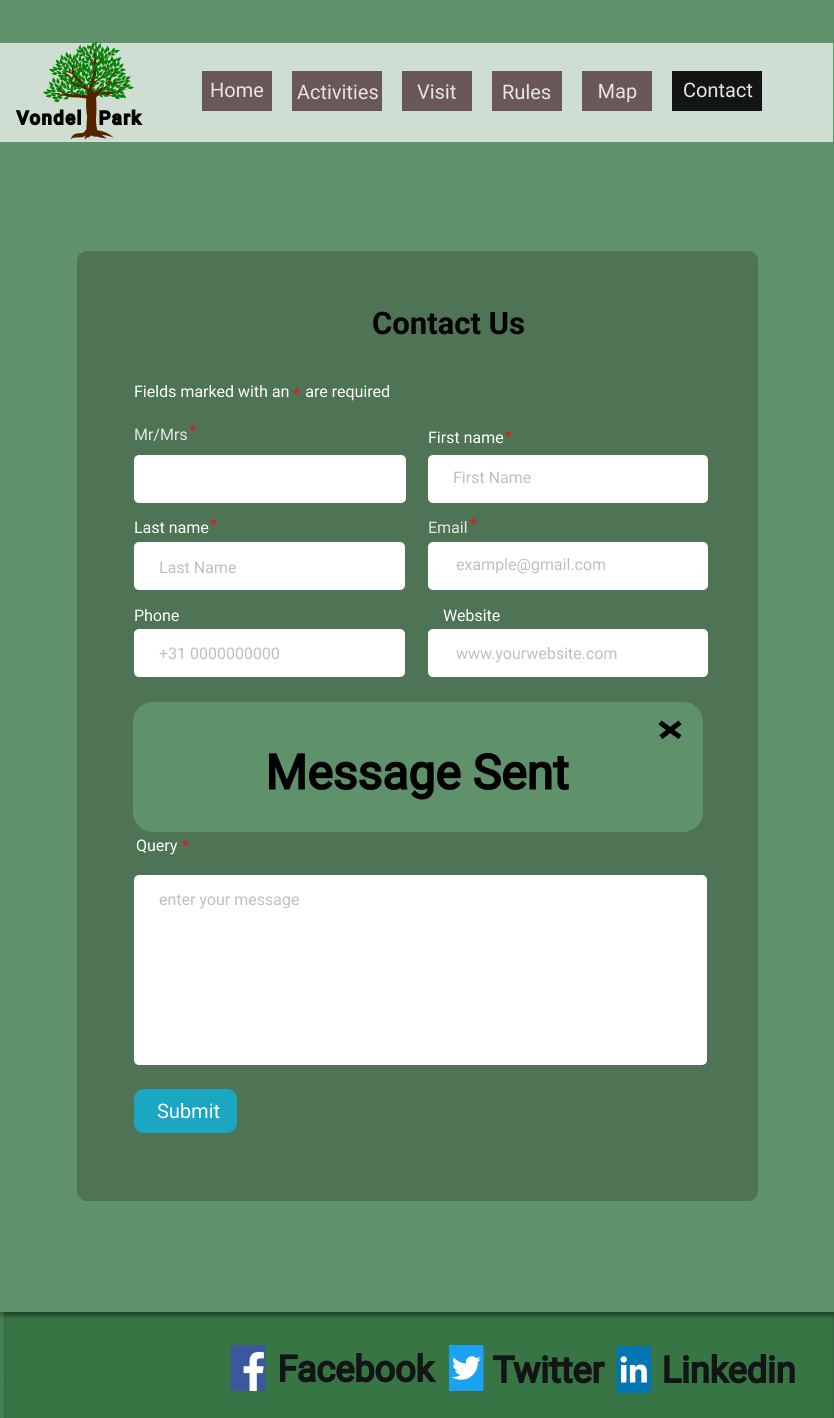 Vondel Park
Home Activities Visit Rules Map Contact
Contact Us
Fields marked with an * are required
Mr/Mrs* First name*
First Name
Last name* Email*
Last Name example@gmail.com
Phone Website
+31 0000000000 www.yourwebsite.com
Message Sent
Query *
enter your message
Submit
Facebook Twitter Linkedin